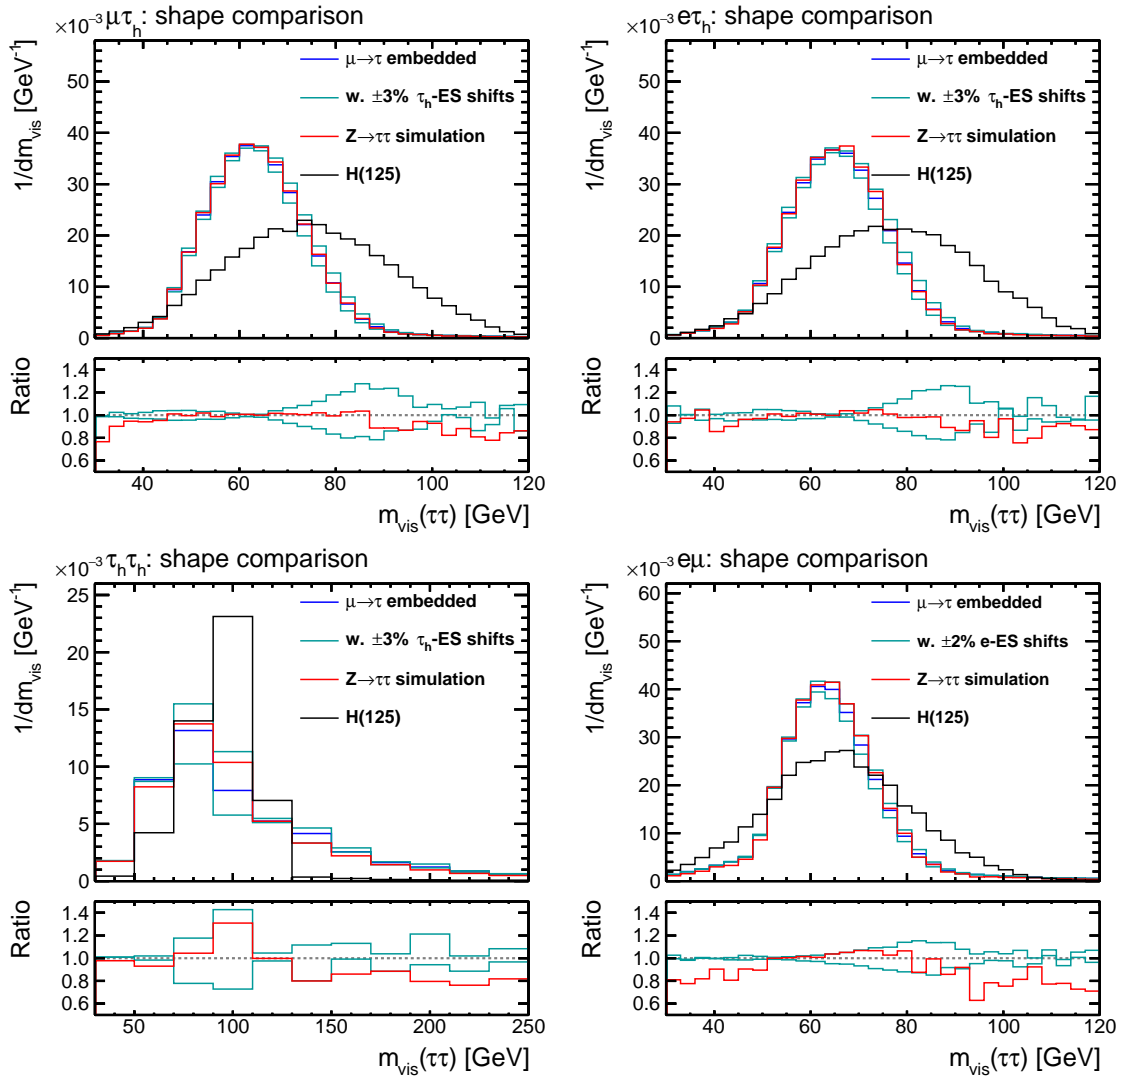 ×10⁻³ μτₕ: shape comparison
1/dm_vis [GeV⁻¹]
μ→τ embedded
w. ±3% τₕ-ES shifts
Z→ττ simulation
H(125)
50
40
30
20
10
0
Ratio
1.4
1.2
1.0
0.8
0.6
40 60 80 100 120
m_vis(ττ) [GeV]
×10⁻³ eτₕ: shape comparison
1/dm_vis [GeV⁻¹]
μ→τ embedded
w. ±3% τₕ-ES shifts
Z→ττ simulation
H(125)
50
40
30
20
10
0
Ratio
1.4
1.2
1.0
0.8
0.6
40 60 80 100 120
m_vis(ττ) [GeV]
×10⁻³ τₕτₕ: shape comparison
1/dm_vis [GeV⁻¹]
μ→τ embedded
w. ±3% τₕ-ES shifts
Z→ττ simulation
H(125)
25
20
15
10
5
0
Ratio
1.4
1.2
1.0
0.8
0.6
50 100 150 200 250
m_vis(ττ) [GeV]
×10⁻³ eμ: shape comparison
1/dm_vis [GeV⁻¹]
μ→τ embedded
w. ±2% e-ES shifts
Z→ττ simulation
H(125)
60
50
40
30
20
10
0
Ratio
1.4
1.2
1.0
0.8
0.6
40 60 80 100 120
m_vis(ττ) [GeV]